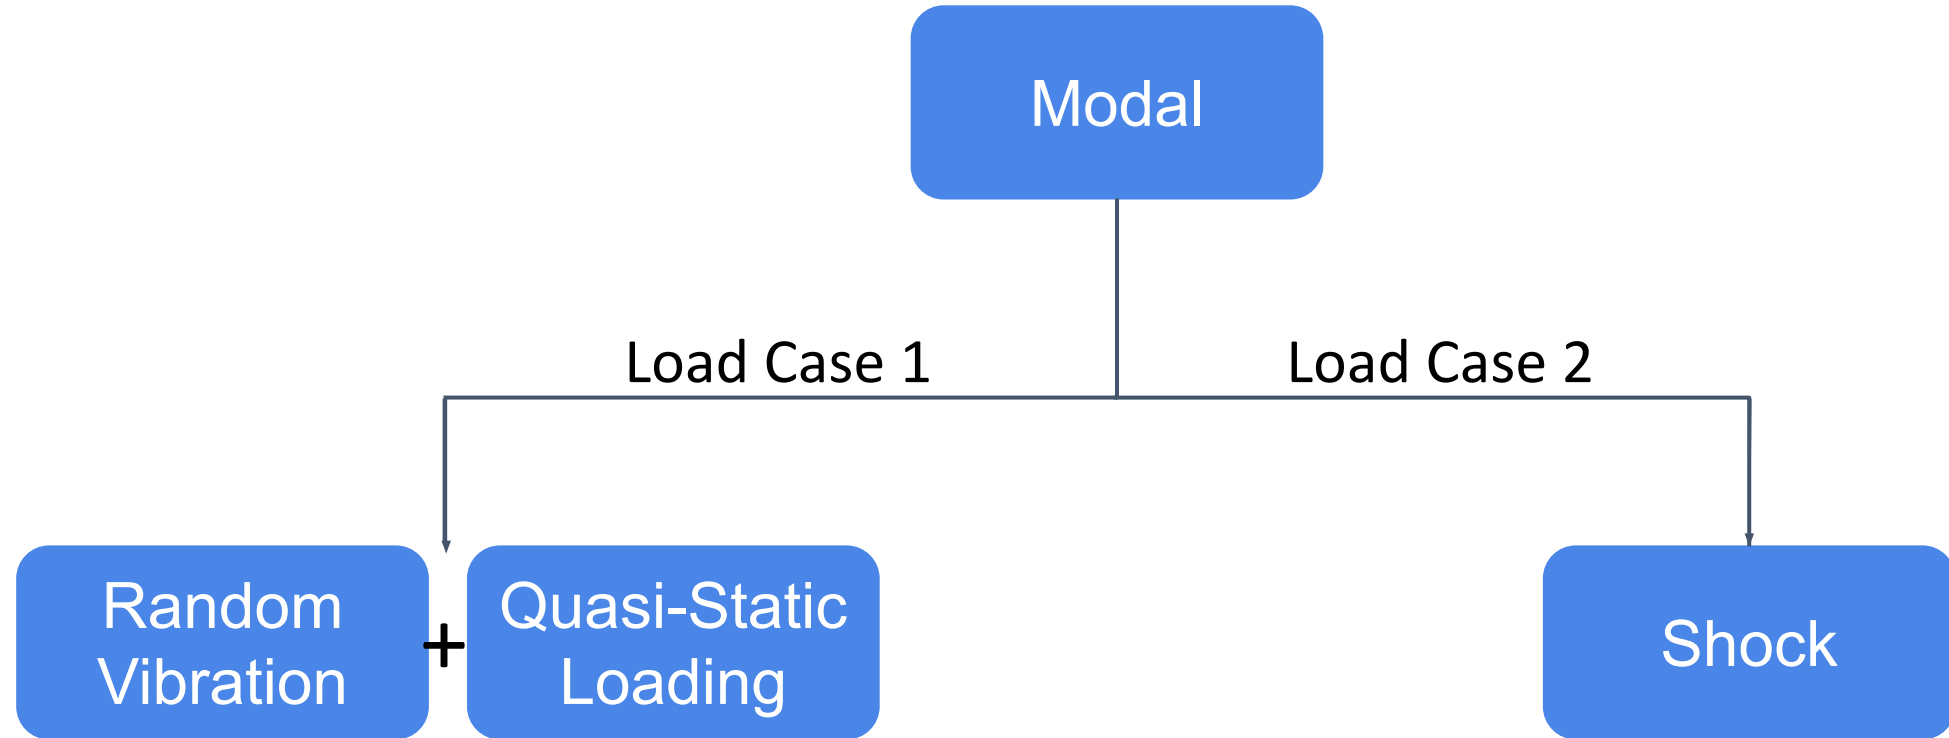 Modal
Load Case 1
Load Case 2
Random
Vibration
+
Quasi-Static
Loading
Shock